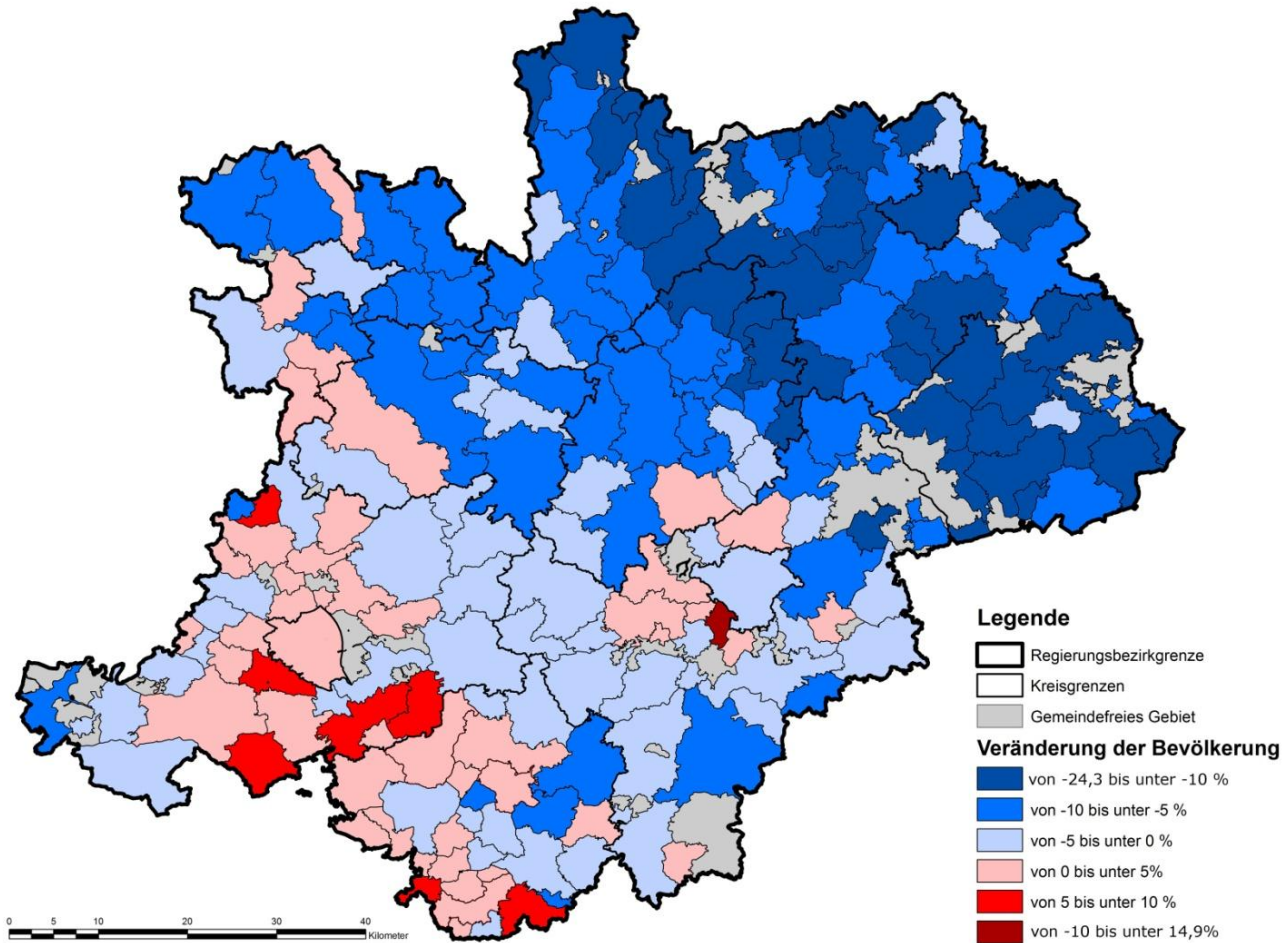 Legende
Regierungsbezirkgrenze
Kreisgrenzen
Gemeindefreies Gebiet
Veränderung der Bevölkerung
von -24,3 bis unter -10 %
von -10 bis unter -5 %
von -5 bis unter 0 %
von 0 bis unter 5%
von 5 bis unter 10 %
von -10 bis unter 14,9%
0 5 10 20 30 40
Kilometer